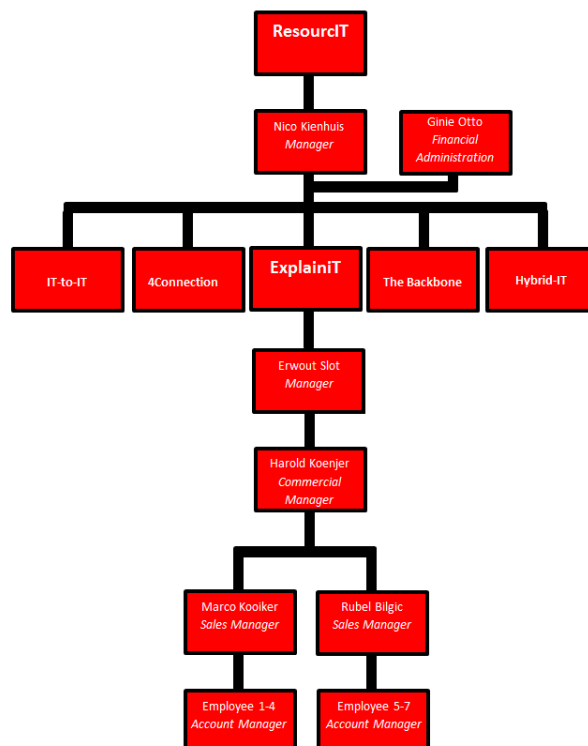 ResourcIT
Nico Kienhuis
Manager
Ginie Otto
Financial
Administration
IT-to-IT
4Connection
ExplainiT
The Backbone
Hybrid-IT
Erwout Slot
Manager
Harold Koenjer
Commercial
Manager
Marco Kooiker
Sales Manager
Rubel Bilgic
Sales Manager
Employee 1-4
Account Manager
Employee 5-7
Account Manager